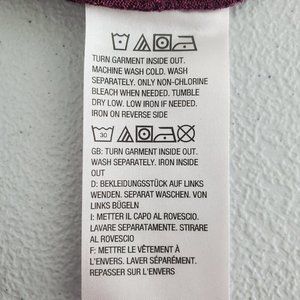 TURN GARMENT INSIDE OUT.
MACHINE WASH COLD. WASH
SEPARATELY. ONLY NON-CHLORINE
BLEACH WHEN NEEDED. TUMBLE
DRY LOW. LOW IRON IF NEEDED.
IRON ON REVERSE SIDE
30
GB: TURN GARMENT INSIDE OUT.
WASH SEPARATELY. IRON INSIDE
OUT
D: BEKLEIDUNGSSTÜCK AUF LINKS
WENDEN. SEPARAT WASCHEN. VON
LINKS BÜGELN
I: METTER IL CAPO AL ROVESCIO.
LAVARE SEPARATAMENTE. STIRARE
AL ROVESCIO
F: METTRE LE VÊTEMENT À
L'ENVERS. LAVER SÉPARÉMENT.
REPASSER SUR L'ENVERS